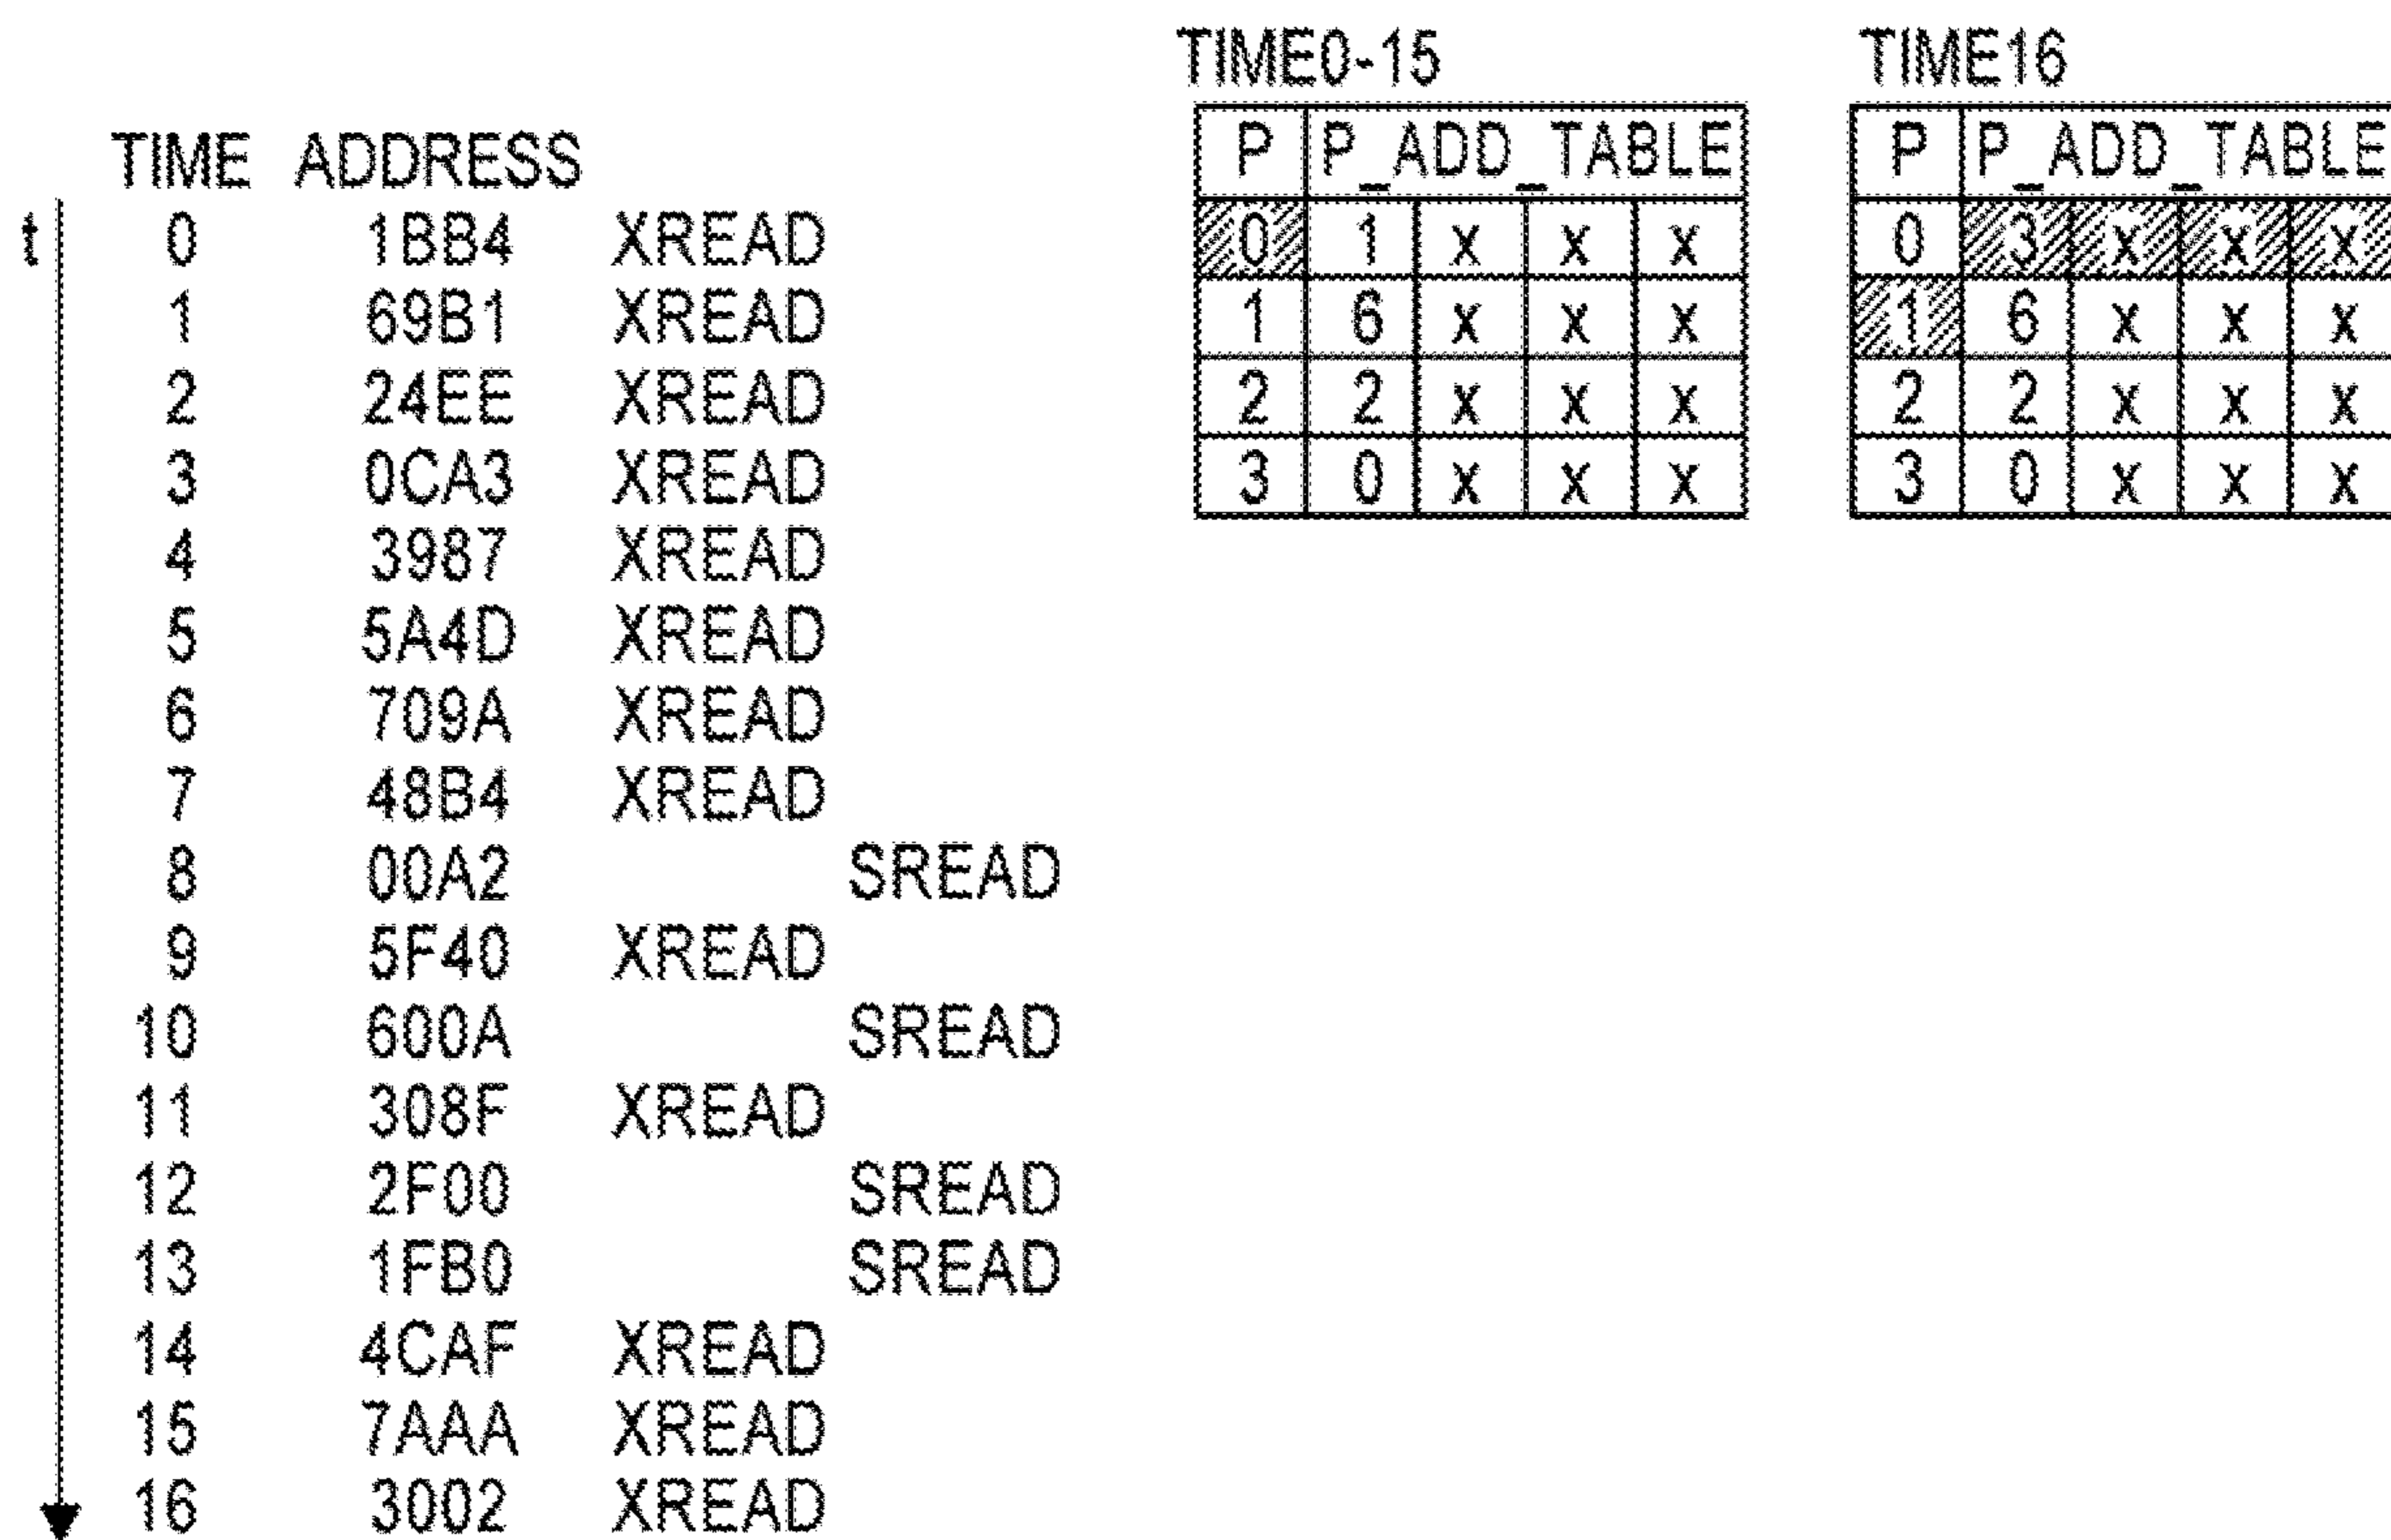 TIME ADDRESS
t 0 1BB4 XREAD
1 69B1 XREAD
2 24EE XREAD
3 0CA3 XREAD
4 3987 XREAD
5 5A4D XREAD
6 709A XREAD
7 48B4 XREAD
8 00A2 SREAD
9 5F40 XREAD
10 600A SREAD
11 308F XREAD
12 2F00 SREAD
13 1FB0 SREAD
14 4CAF XREAD
15 7AAA XREAD
16 3002 XREAD
TIME0-15
P P_ADD_TABLE
0 1 x x x
1 6 x x x
2 2 x x x
3 0 x x x
TIME16
P P_ADD_TABLE
0 3 x x x
1 6 x x x
2 2 x x x
3 0 x x x